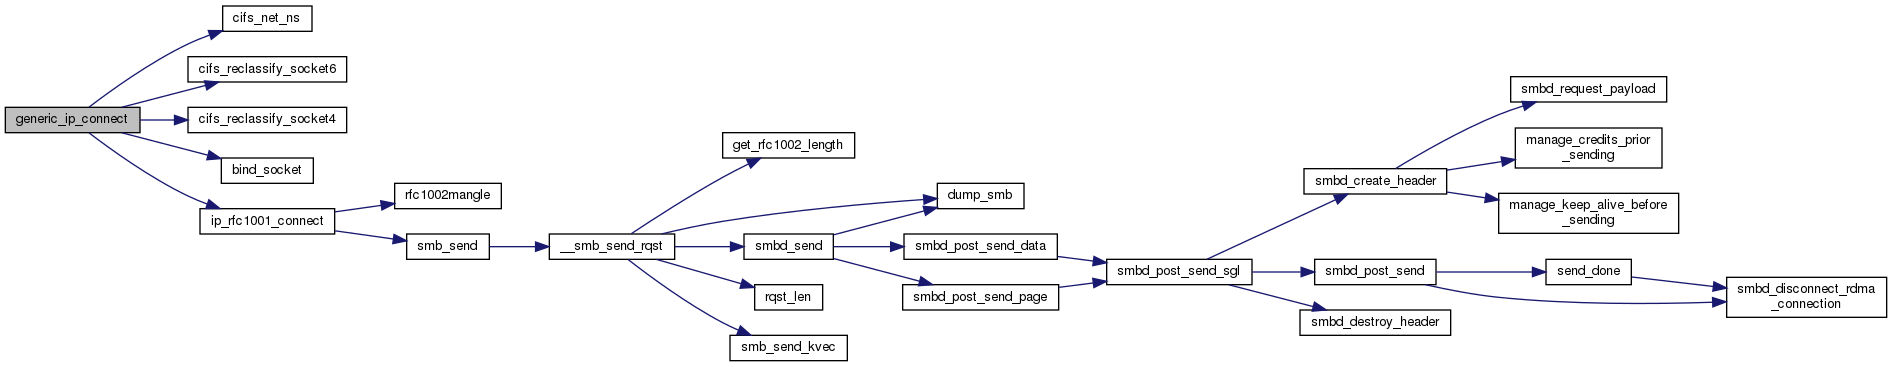 cifs_net_ns
cifs_reclassify_socket6
generic_ip_connect
cifs_reclassify_socket4
bind_socket
ip_rfc1001_connect
rfc1002mangle
smb_send
__smb_send_rqst
get_rfc1002_length
dump_smb
smbd_send
rqst_len
smb_send_kvec
smbd_post_send_data
smbd_post_send_page
smbd_post_send_sgl
smbd_create_header
smbd_post_send
smbd_destroy_header
smbd_request_payload
manage_credits_prior
_sending
manage_keep_alive_before
_sending
send_done
smbd_disconnect_rdma
_connection